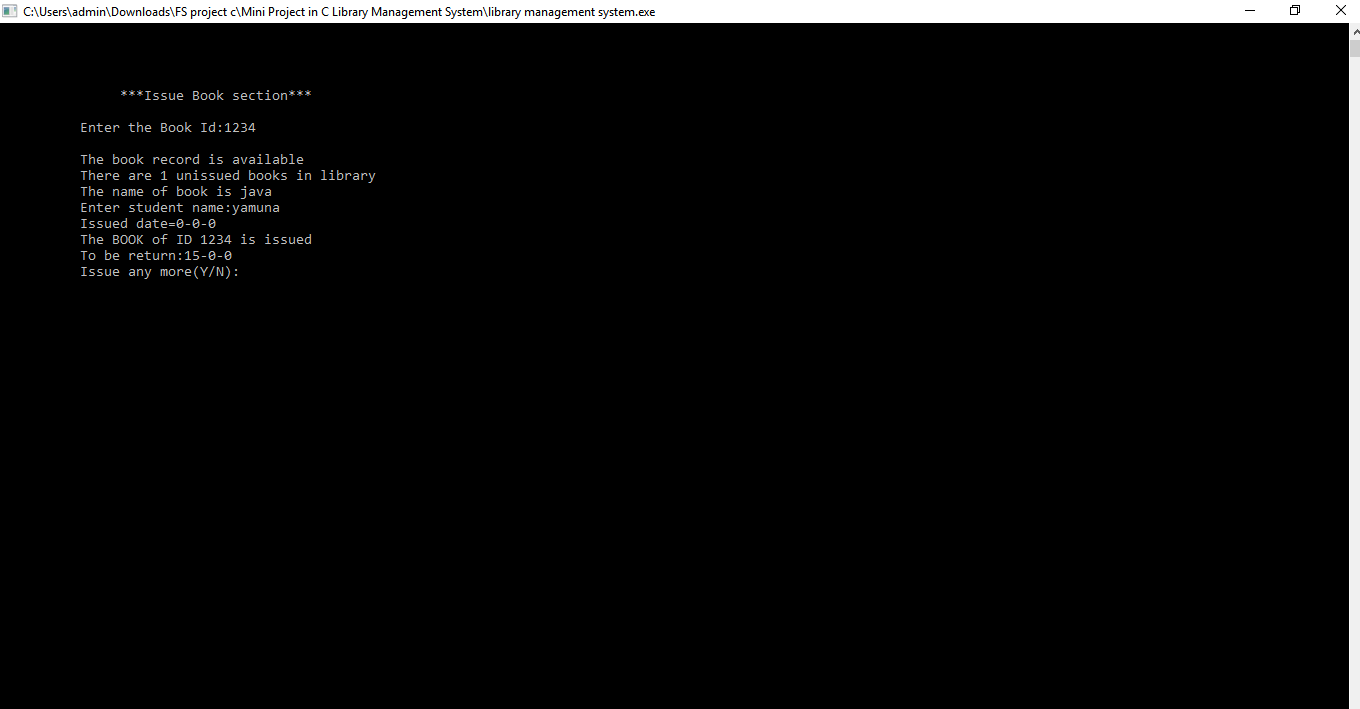 C:\Users\admin\Downloads\FS project c\Mini Project in C Library Management System\library management system.exe
***Issue Book section***
Enter the Book Id:1234
The book record is available
There are 1 unissued books in library
The name of book is java
Enter student name:yamuna
Issued date=0-0-0
The BOOK of ID 1234 is issued
To be return:15-0-0
Issue any more(Y/N):